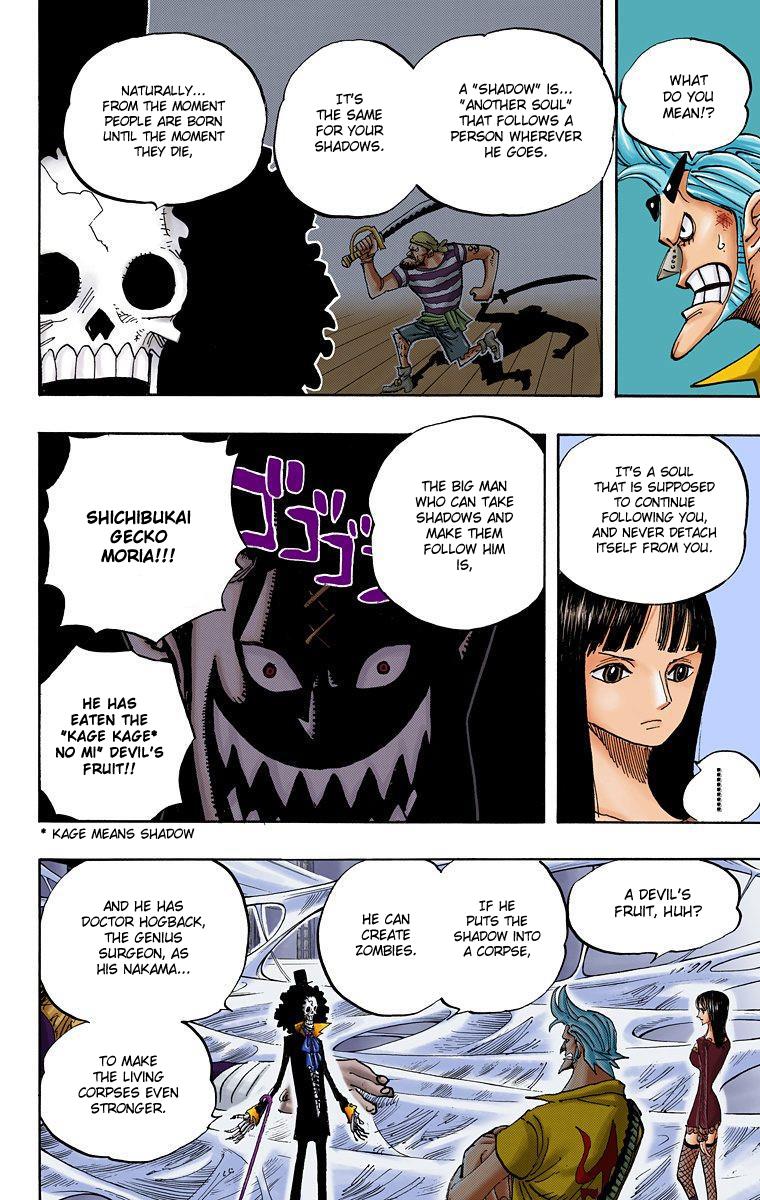 WHAT
DO YOU
MEAN!?
A "SHADOW" IS...
"ANOTHER SOUL"
THAT FOLLOWS A
PERSON WHEREVER
HE GOES.
IT'S
THE SAME
FOR YOUR
SHADOWS.
NATURALLY...
FROM THE MOMENT
PEOPLE ARE BORN
UNTIL THE MOMENT
THEY DIE,
IT'S A SOUL
THAT IS SUPPOSED
TO CONTINUE
FOLLOWING YOU,
AND NEVER DETACH
ITSELF FROM YOU.
.........
THE BIG MAN
WHO CAN TAKE
SHADOWS AND
MAKE THEM
FOLLOW HIM
IS,
ゴゴゴゴ
SHICHIBUKAI
GECKO
MORIA!!!
HE HAS
EATEN THE
"KAGE KAGE*
NO MI" DEVIL'S
FRUIT!!
* KAGE MEANS SHADOW
A DEVIL'S
FRUIT, HUH?
IF HE
PUTS THE
SHADOW INTO
A CORPSE,
HE CAN
CREATE
ZOMBIES.
AND HE HAS
DOCTOR HOGBACK,
THE GENIUS
SURGEON, AS
HIS NAKAMA...
TO MAKE
THE LIVING
CORPSES EVEN
STRONGER.